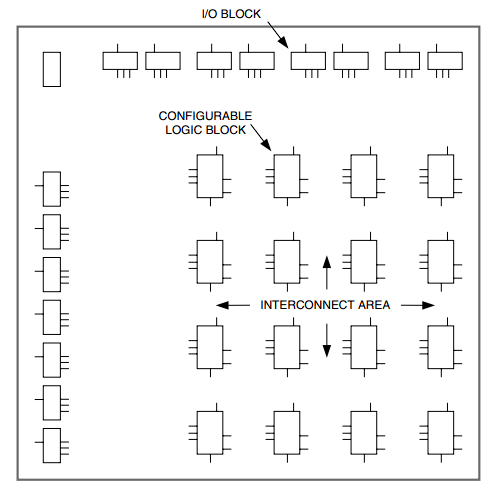 I/O BLOCK
CONFIGURABLE
LOGIC BLOCK
INTERCONNECT AREA